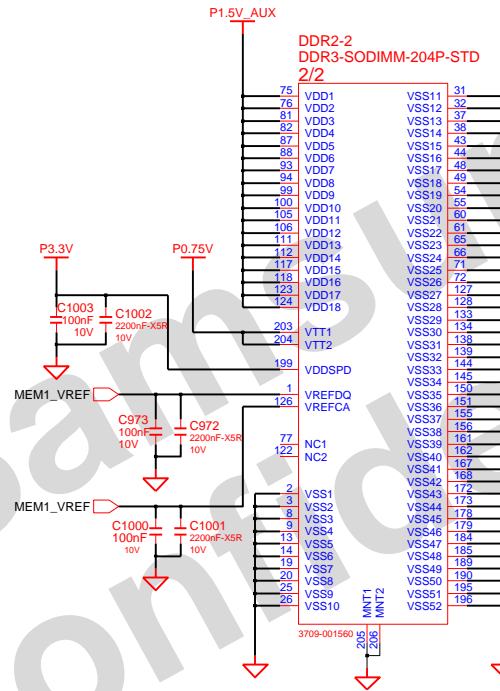 P1.5V_AUX
DDR2-2
DDR3-SODIMM-204P-STD
2/2
75 VDD1 VSS11 31
76 VDD2 VSS12 32
81 VDD3 VSS13 37
82 VDD4 VSS14 38
87 VDD5 VSS15 43
88 VDD6 VSS16 44
93 VDD7 VSS17 48
94 VDD8 VSS18 49
99 VDD9 VSS19 54
100 VDD10 VSS20 55
105 VDD11 VSS21 60
106 VDD12 VSS22 61
111 VDD13 VSS23 65
112 VDD14 VSS24 66
117 VDD15 VSS25 71
118 VDD16 VSS26 72
123 VDD17 VSS27 127
124 VDD18 VSS28 128
VSS29 133
203 VTT1 VSS30 134
204 VTT2 VSS31 138
VSS32 139
199 VDDSPD VSS33 144
VSS34 145
1 VREFDQ VSS35 150
126 VREFCA VSS36 151
VSS37 155
VSS38 156
77 NC1 VSS39 161
122 NC2 VSS40 162
VSS41 167
VSS42 168
2 VSS1 VSS43 172
3 VSS2 VSS44 173
8 VSS3 VSS45 178
9 VSS4 VSS46 179
13 VSS5 VSS47 184
14 VSS6 VSS48 185
19 VSS7 VSS49 189
20 VSS8 VSS50 190
25 VSS9 VSS51 195
26 VSS10 VSS52 196
MNT1
MNT2
3709-001560
205
206
P3.3V
P0.75V
C1003
100nF
10V
C1002
2200nF-X5R
10V
MEM1_VREF
C973
100nF
10V
C972
2200nF-X5R
10V
MEM1_VREF
C1000
100nF
10V
C1001
2200nF-X5R
10V